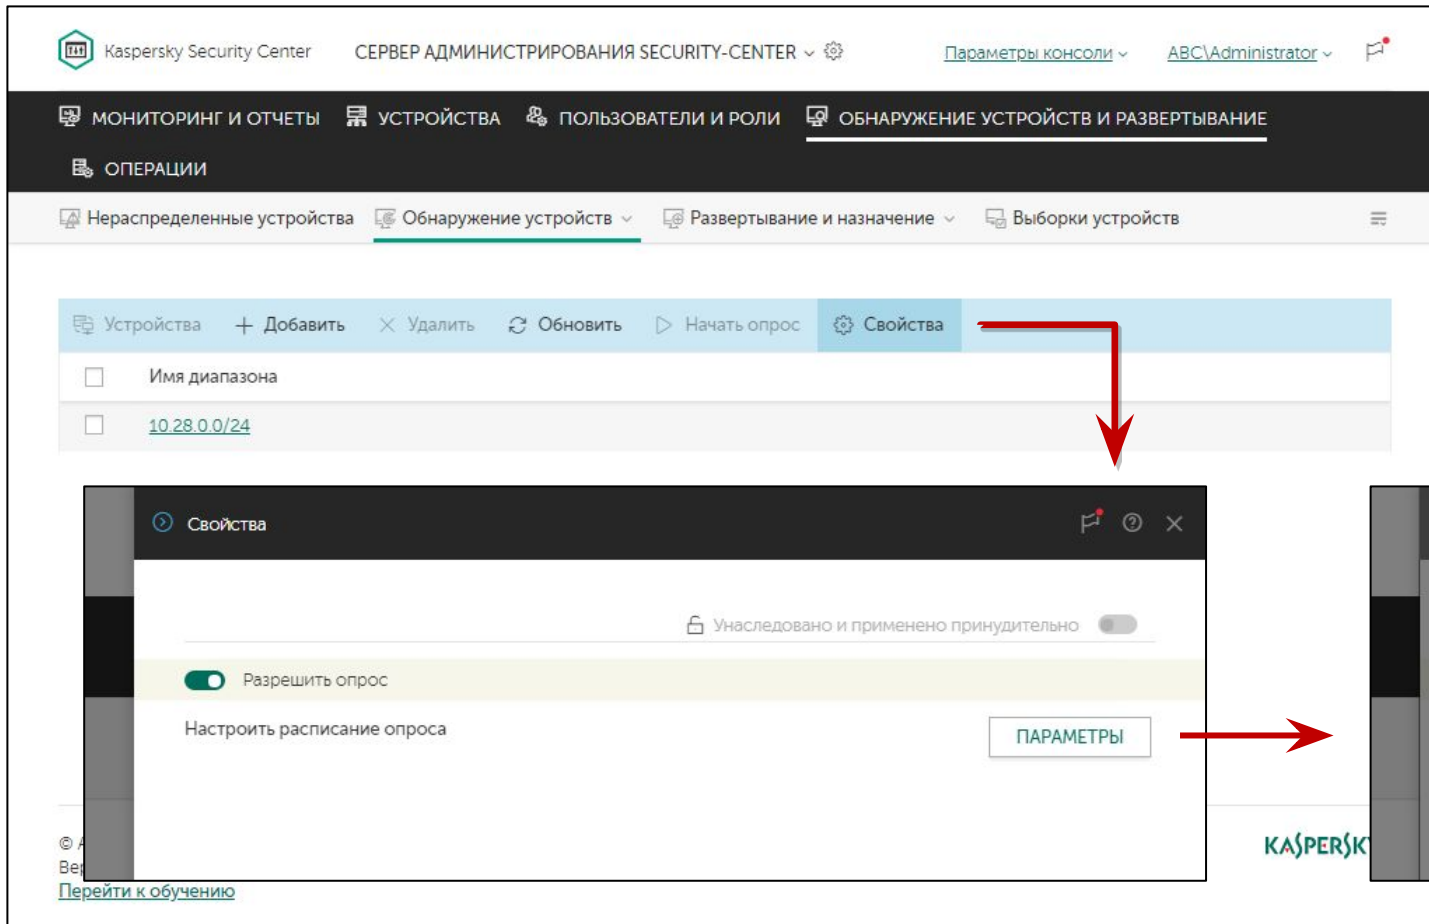 Kaspersky Security Center СЕРВЕР АДМИНИСТРИРОВАНИЯ SECURITY-CENTER Параметры консоли ABC\Administrator
МОНИТОРИНГ И ОТЧЕТЫ УСТРОЙСТВА ПОЛЬЗОВАТЕЛИ И РОЛИ ОБНАРУЖЕНИЕ УСТРОЙСТВ И РАЗВЕРТЫВАНИЕ
ОПЕРАЦИИ
Нераспределенные устройства Обнаружение устройств Развертывание и назначение Выборки устройств
Устройства Добавить Удалить Обновить Начать опрос Свойства
Имя диапазона
10.28.0.0/24
Свойства
Унаследовано и применено принудительно
Разрешить опрос
Настроить расписание опроса ПАРАМЕТРЫ
KASPERSKY
Перейти к обучению